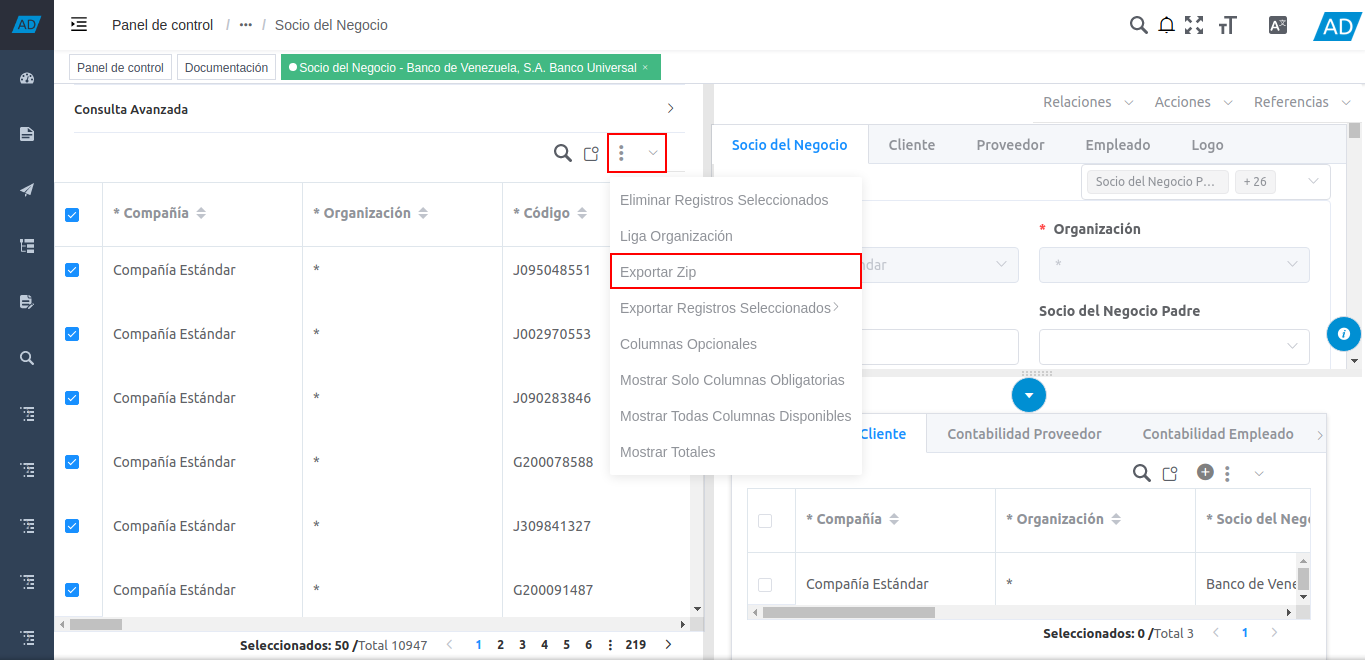 AD
Panel de control / ••• / Socio del Negocio
AD
Panel de control
Documentación
Socio del Negocio - Banco de Venezuela, S.A. Banco Universal ×
Consulta Avanzada
* Compañía
* Organización
* Código
Compañía Estándar * J095048551
Compañía Estándar * J002970553
Compañía Estándar * J090283846
Compañía Estándar * G200078588
Compañía Estándar * J309841327
Compañía Estándar * G200091487
Seleccionados: 50 /Total 10947
1 2 3 4 5 6 219
Eliminar Registros Seleccionados
Liga Organización
Exportar Zip
Exportar Registros Seleccionados
Columnas Opcionales
Mostrar Solo Columnas Obligatorias
Mostrar Todas Columnas Disponibles
Mostrar Totales
Relaciones
Acciones
Referencias
Socio del Negocio
Cliente
Proveedor
Empleado
Logo
Socio del Negocio P...
+ 26
* Organización
*
Socio del Negocio Padre
Cliente
Contabilidad Proveedor
Contabilidad Empleado
* Compañía
* Organización
* Socio del
Compañía Estándar * Banco de
Seleccionados: 0 /Total 3
1